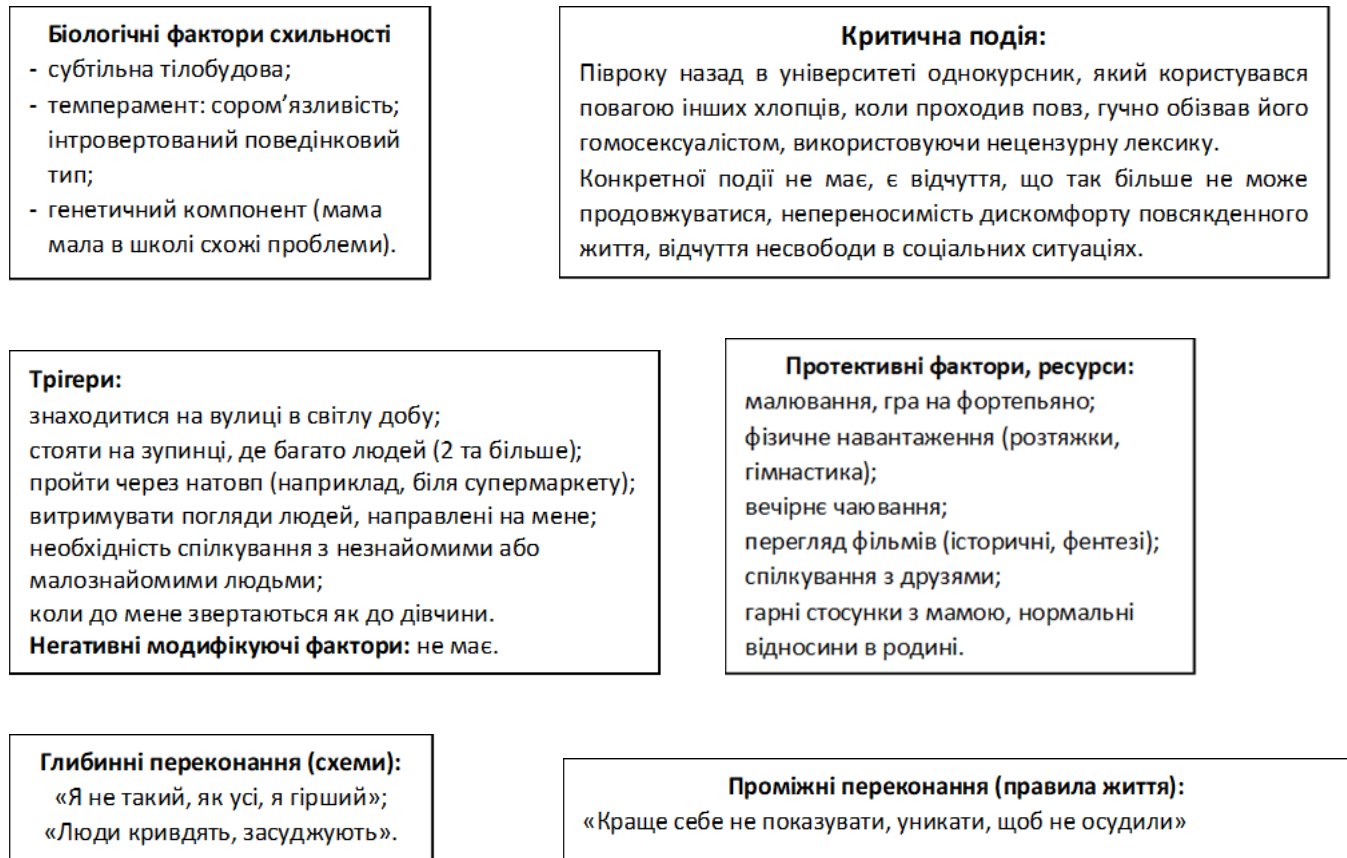 Біологічні фактори схильності
- субтільна тілобудова;
- темперамент: сором’язливість;
інтровертований поведінковий
тип;
- генетичний компонент (мама
мала в школі схожі проблеми).
Критична подія:
Півроку назад в університеті однокурсник, який користувався
повагою інших хлопців, коли проходив повз, гучно обізвав його
гомосексуалістом, використовуючи нецензурну лексику.
Конкретної події не має, є відчуття, що так більше не може
продовжуватися, непереносимість дискомфорту повсякденного
життя, відчуття несвободи в соціальних ситуаціях.
Трігери:
знаходитися на вулиці в світлу добу;
стояти на зупинці, де багато людей (2 та більше);
пройти через натовп (наприклад, біля супермаркету);
витримувати погляди людей, направлені на мене;
необхідність спілкування з незнайомими або
малознайомими людьми;
коли до мене звертаються як до дівчини.
Негативні модифікуючі фактори: не має.
Протективні фактори, ресурси:
малювання, гра на фортепьяно;
фізичне навантаження (розтяжки,
гімнастика);
вечірнє чаювання;
перегляд фільмів (історичні, фентезі);
спілкування з друзями;
гарні стосунки з мамою, нормальні
відносини в родині.
Глибинні переконання (схеми):
«Я не такий, як усі, я гірший»;
«Люди кривдять, засуджують».
Проміжні переконання (правила життя):
«Краще себе не показувати, уникати, щоб не осудили»